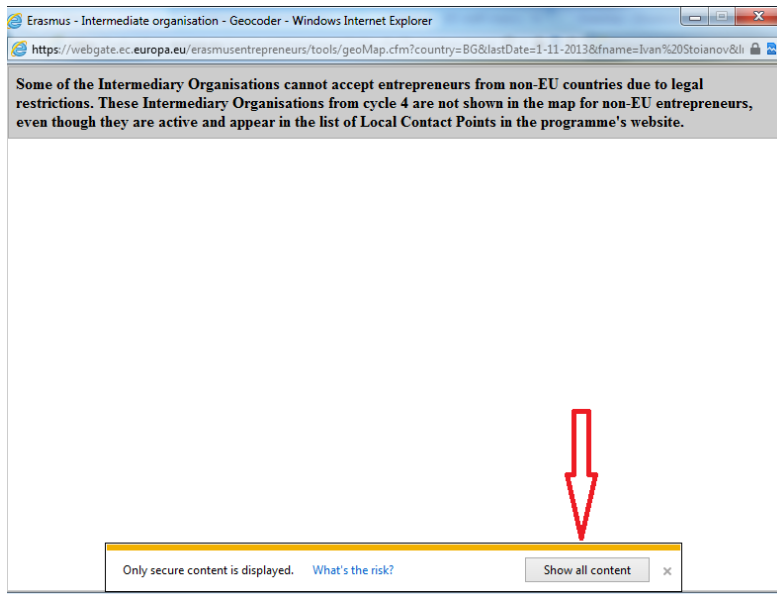 Erasmus - Intermediate organisation - Geocoder - Windows Internet Explorer
https://webgate.ec.europa.eu/erasmusentrepreneurs/tools/geoMap.cfm?country=BG&lastDate=1-11-2013&fname=Ivan%20Stoianov&l
Some of the Intermediary Organisations cannot accept entrepreneurs from non-EU countries due to legal
restrictions. These Intermediary Organisations from cycle 4 are not shown in the map for non-EU entrepreneurs,
even though they are active and appear in the list of Local Contact Points in the programme's website.
Only secure content is displayed. What's the risk? Show all content